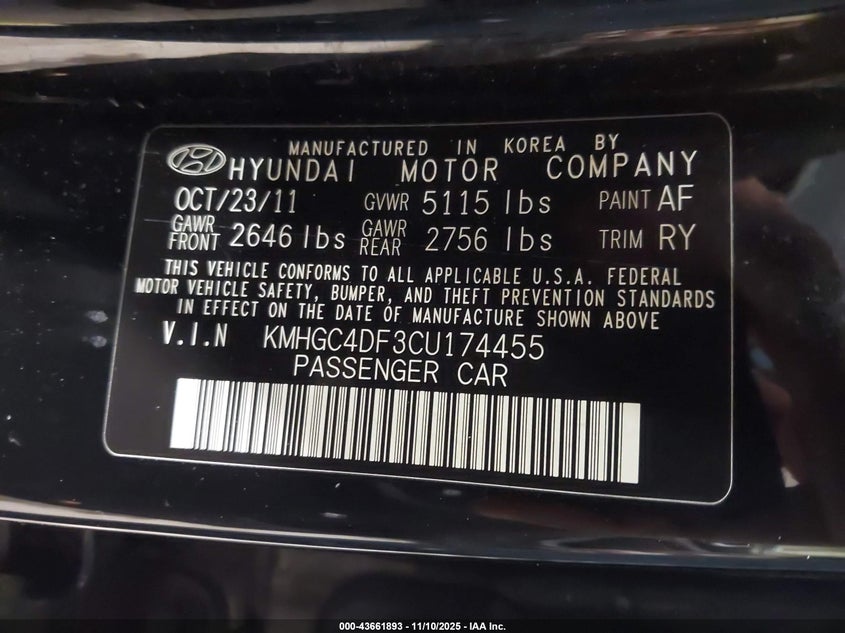 MANUFACTURED IN KOREA BY
HYUNDAI MOTOR COMPANY
OCT/23/11 GVWR 5115 lbs PAINT AF
GAWR FRONT 2646 lbs GAWR REAR 2756 lbs TRIM RY
THIS VEHICLE CONFORMS TO ALL APPLICABLE U.S.A. FEDERAL
MOTOR VEHICLE SAFETY, BUMPER, AND THEFT PREVENTION STANDARDS
IN EFFECT ON THE DATE OF MANUFACTURE SHOWN ABOVE
V.I.N KMHGC4DF3CU174455
PASSENGER CAR
000-43661893 - 11/10/2025 - IAA Inc.